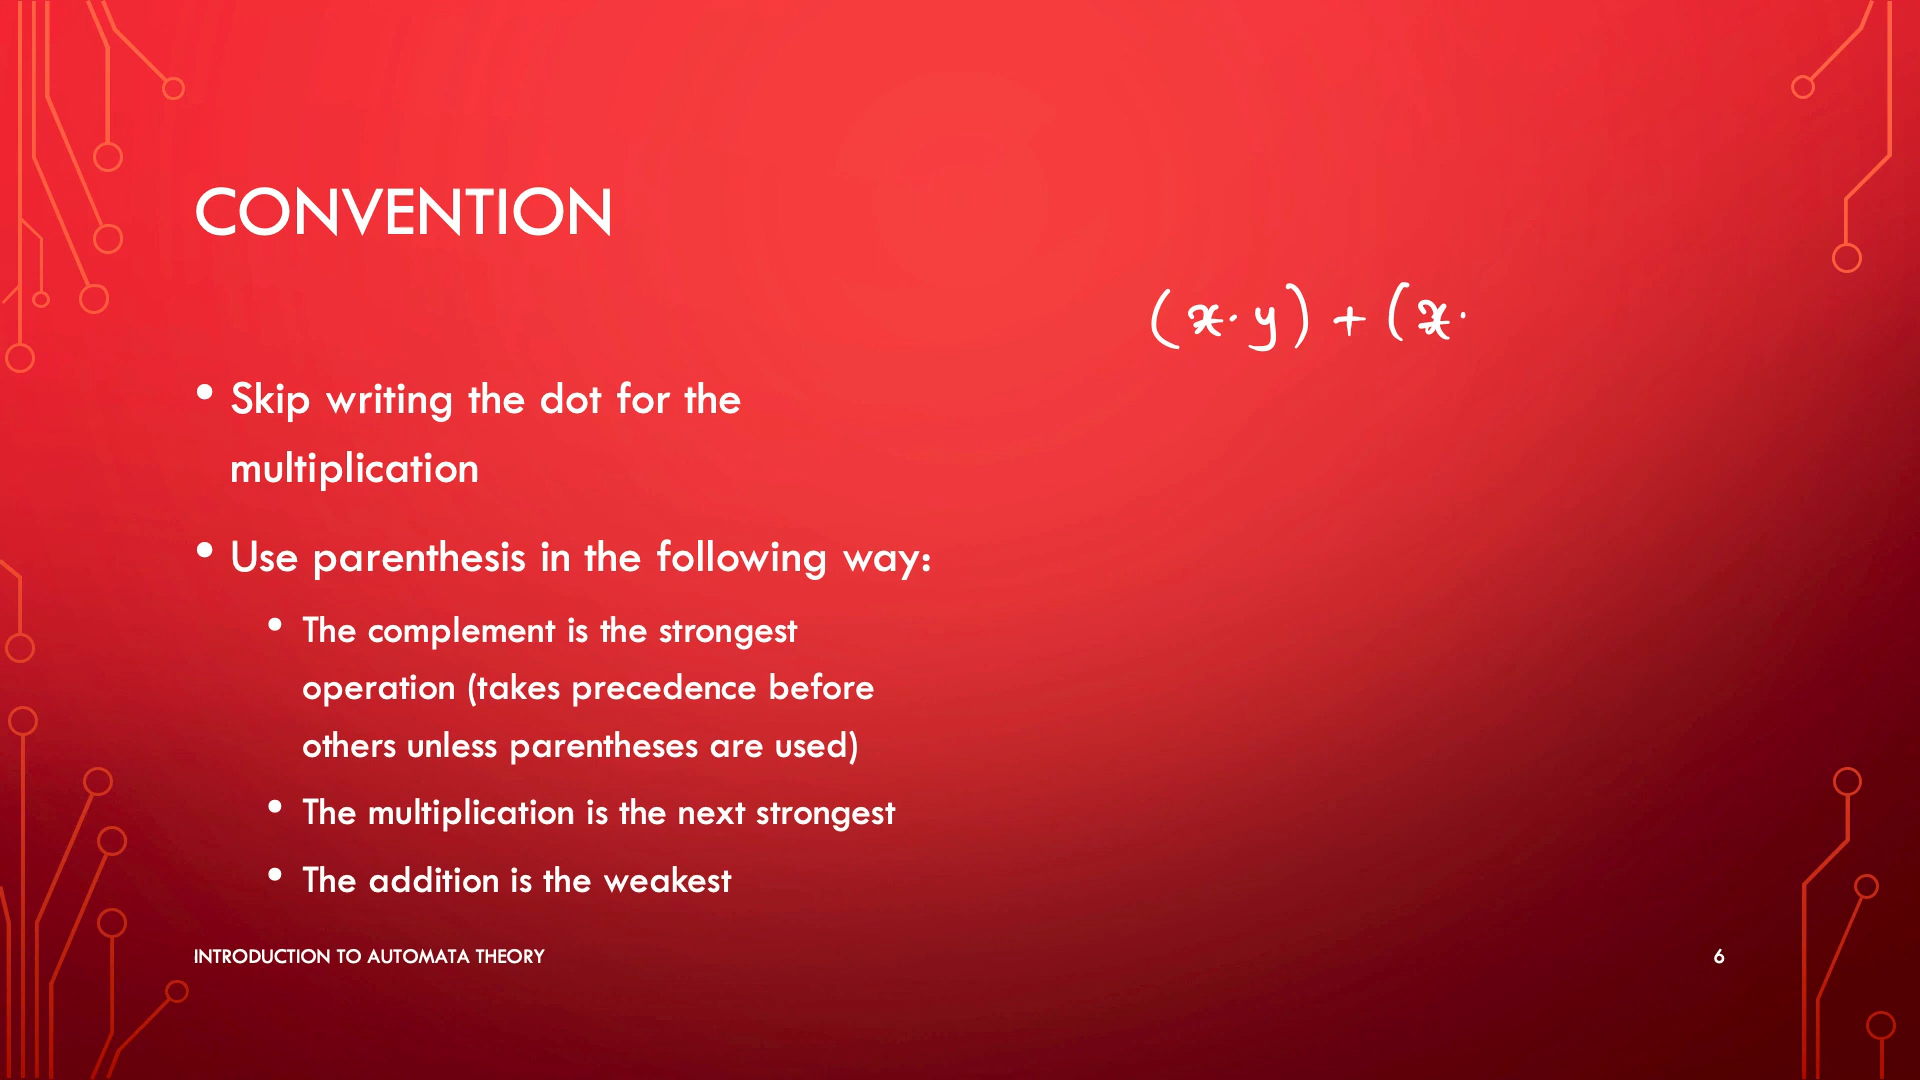 CONVENTION
(x·y) + (x·
• Skip writing the dot for the
multiplication
• Use parenthesis in the following way:
• The complement is the strongest
operation (takes precedence before
others unless parentheses are used)
• The multiplication is the next strongest
• The addition is the weakest
INTRODUCTION TO AUTOMATA THEORY
6